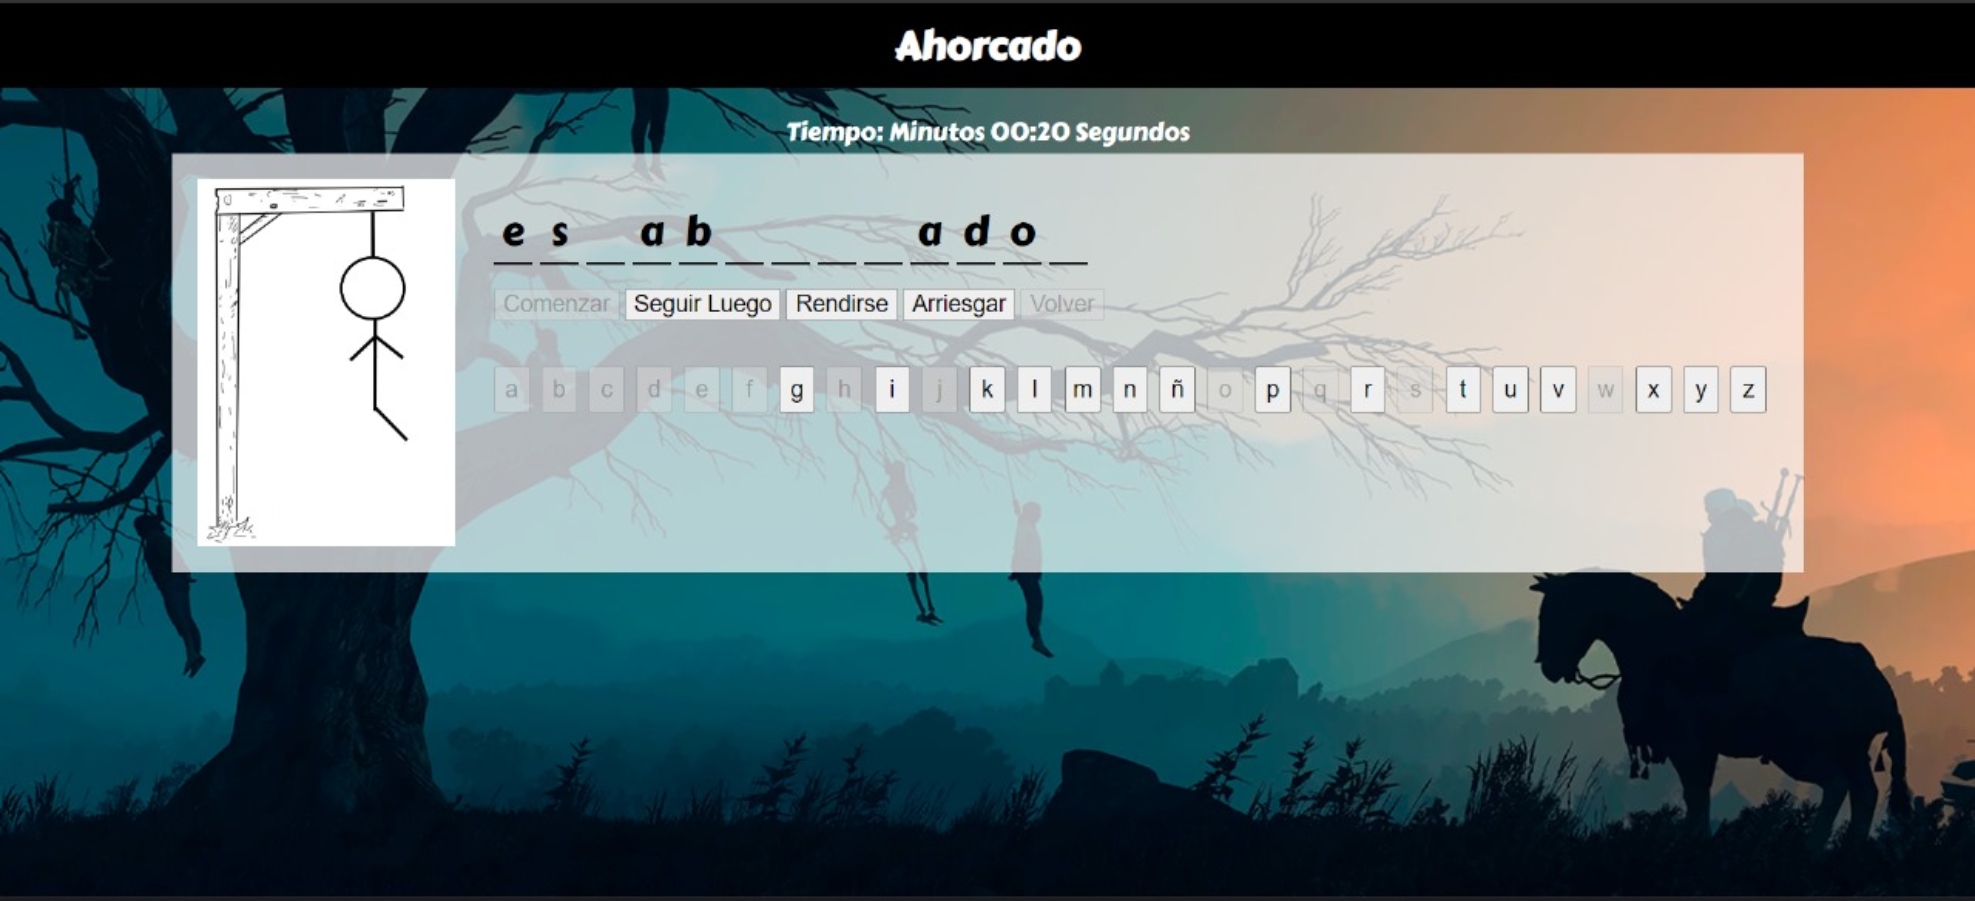 Ahorcado
Tiempo: Minutos 00:20 Segundos
e s _ a b _ _ _ _ a d o _
Comenzar Seguir Luego Rendirse Arriesgar Volver
a b c d e f g h i j k l m n ñ o p q r s t u v w x y z